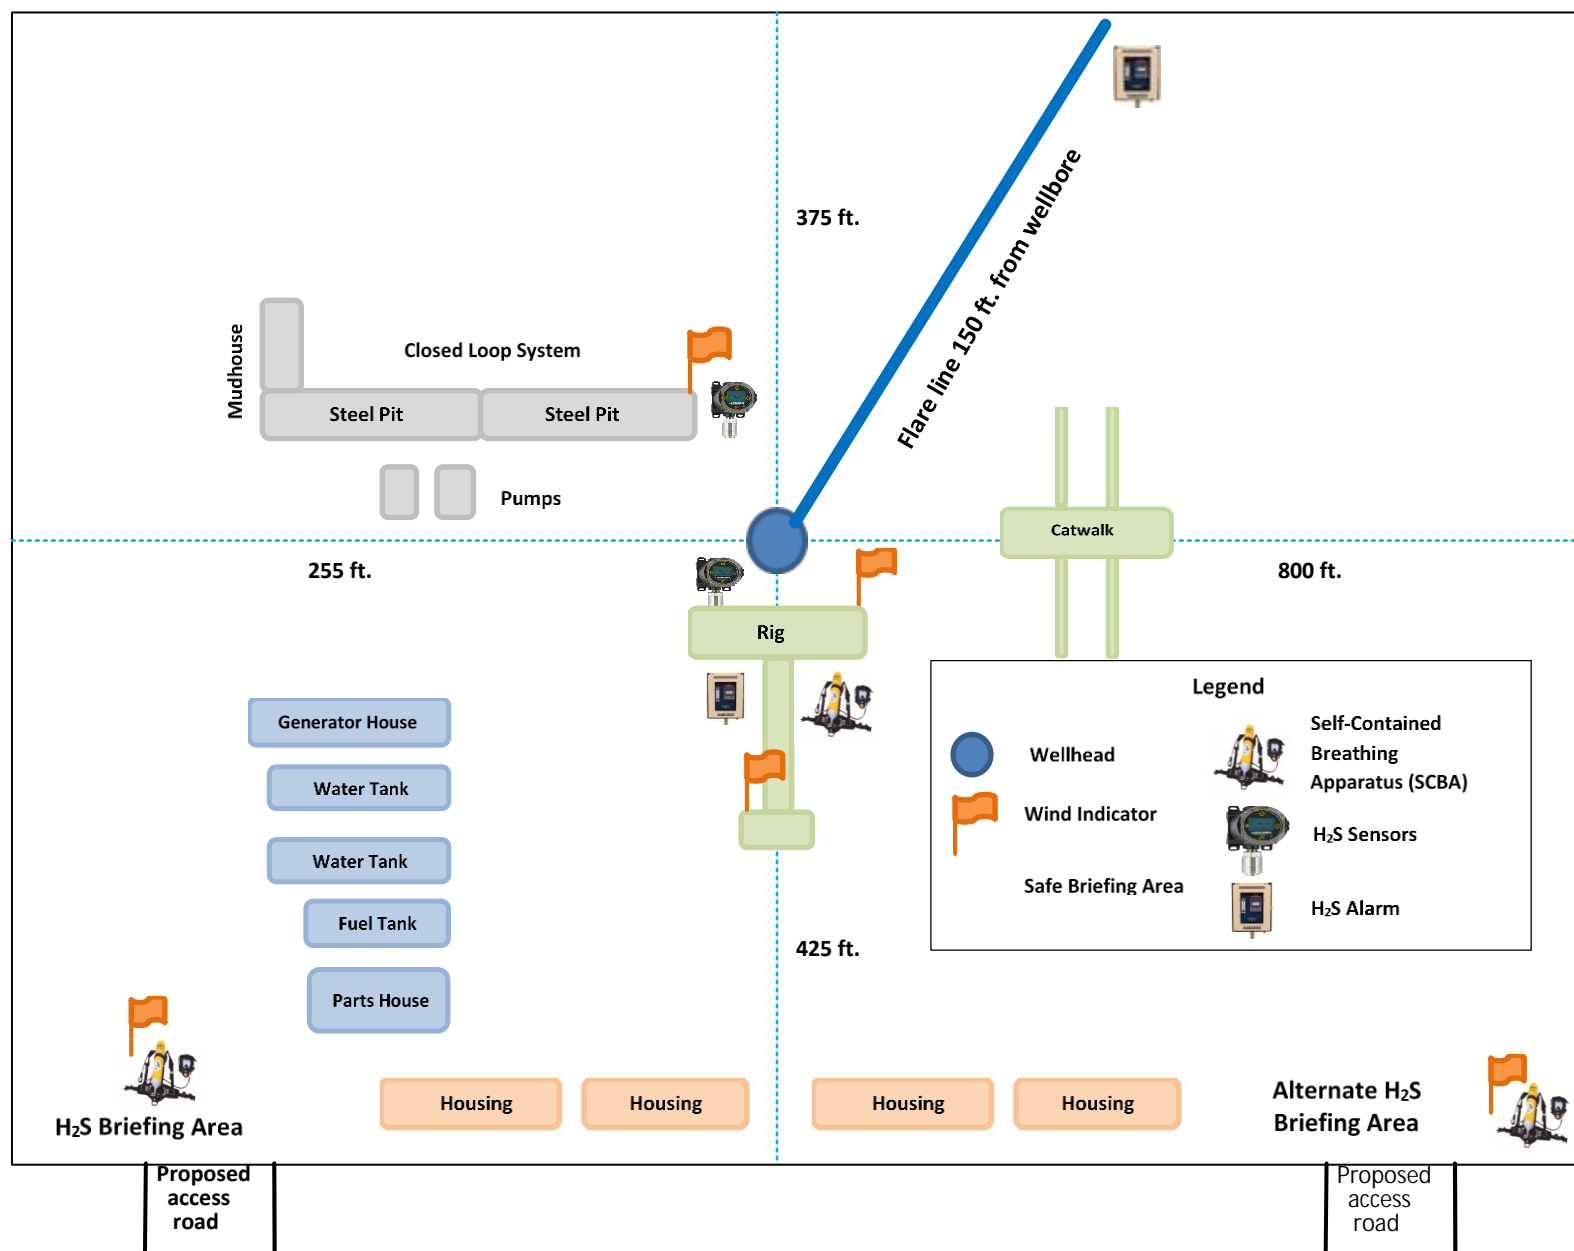 375 ft.
Flare line 150 ft. from wellbore
Mudhouse
Closed Loop System
Steel Pit
Steel Pit
Pumps
Catwalk
255 ft.
800 ft.
Rig
Legend
Wellhead
Wind Indicator
Safe Briefing Area
Self-Contained
Breathing
Apparatus (SCBA)
H₂S Sensors
H₂S Alarm
Generator House
Water Tank
Water Tank
Fuel Tank
Parts House
425 ft.
H₂S Briefing Area
Housing
Housing
Housing
Housing
Alternate H₂S
Briefing Area
Proposed
access
road
Proposed
access
road